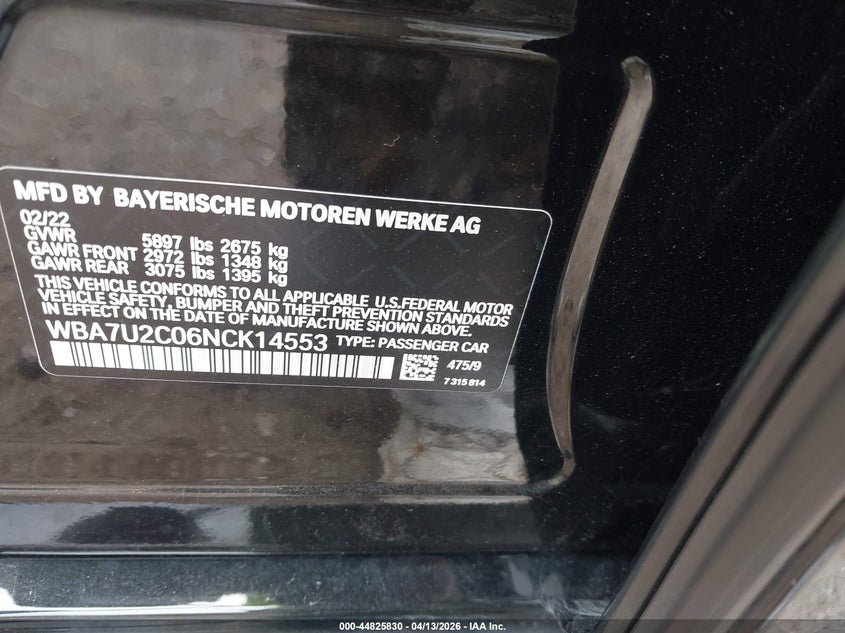 MFD BY BAYERISCHE MOTOREN WERKE AG
02/22
GVWR 5897 lbs 2675 kg
GAWR FRONT 2972 lbs 1348 kg
GAWR REAR 3075 lbs 1395 kg
THIS VEHICLE CONFORMS TO ALL APPLICABLE U.S.FEDERAL MOTOR
VEHICLE SAFETY, BUMPER AND THEFT PREVENTION STANDARDS
IN EFFECT ON THE DATE OF MANUFACTURE SHOWN ABOVE.
WBA7U2C06NCK14553 TYPE: PASSENGER CAR
475/9
7 315 814
000-44825830 - 04/13/2026 - IAA Inc.